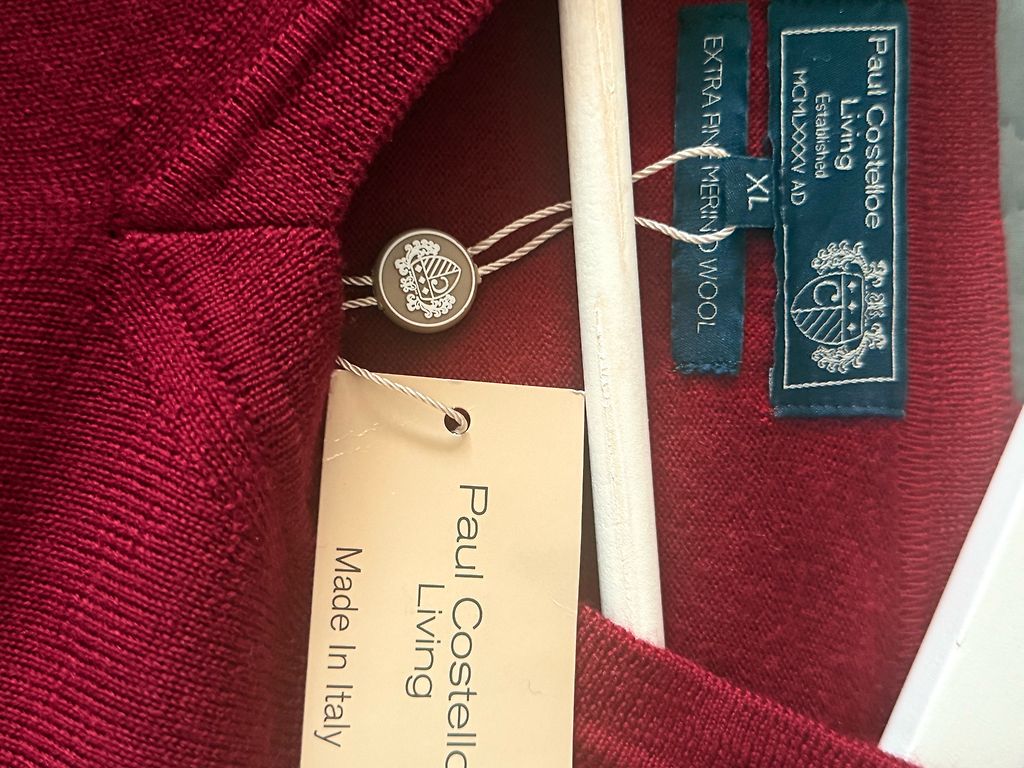 Paul Costelloe
Living
Established
MCMLXXXV AD
XL
EXTRA FINE MERINO WOOL
Paul Costello
Living
Made In Italy